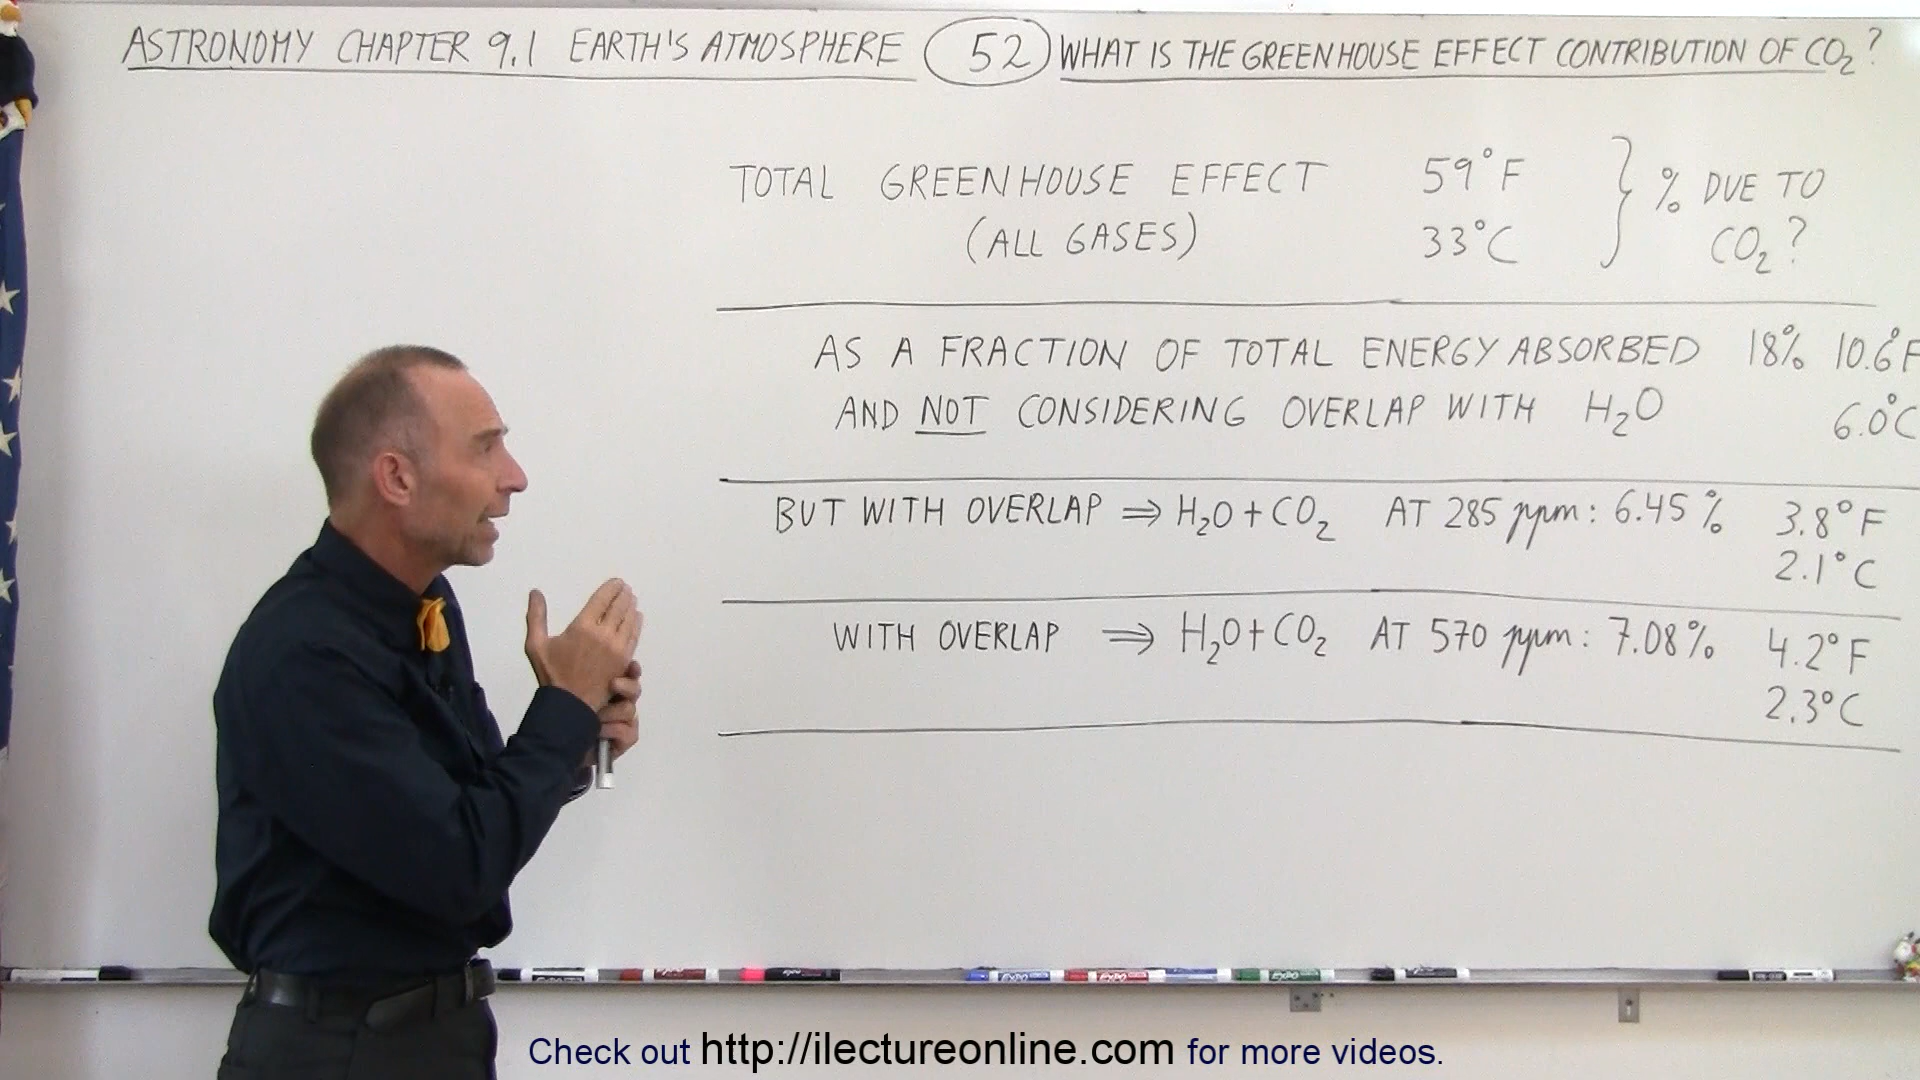 ASTRONOMY CHAPTER 9.1 EARTH'S ATMOSPHERE 52 WHAT IS THE GREENHOUSE EFFECT CONTRIBUTION OF CO₂?
TOTAL GREENHOUSE EFFECT 59°F } % DUE TO
(ALL GASES) 33°C CO₂?
AS A FRACTION OF TOTAL ENERGY ABSORBED 18% 10.6°F
AND NOT CONSIDERING OVERLAP WITH H₂O 6.0°C
BUT WITH OVERLAP ⇒ H₂O + CO₂ AT 285 ppm: 6.45% 3.8°F
2.1°C
WITH OVERLAP ⇒ H₂O + CO₂ AT 570 ppm: 7.08% 4.2°F
2.3°C
EXPO EXPO EXPO
Check out http://ilectureonline.com for more videos.